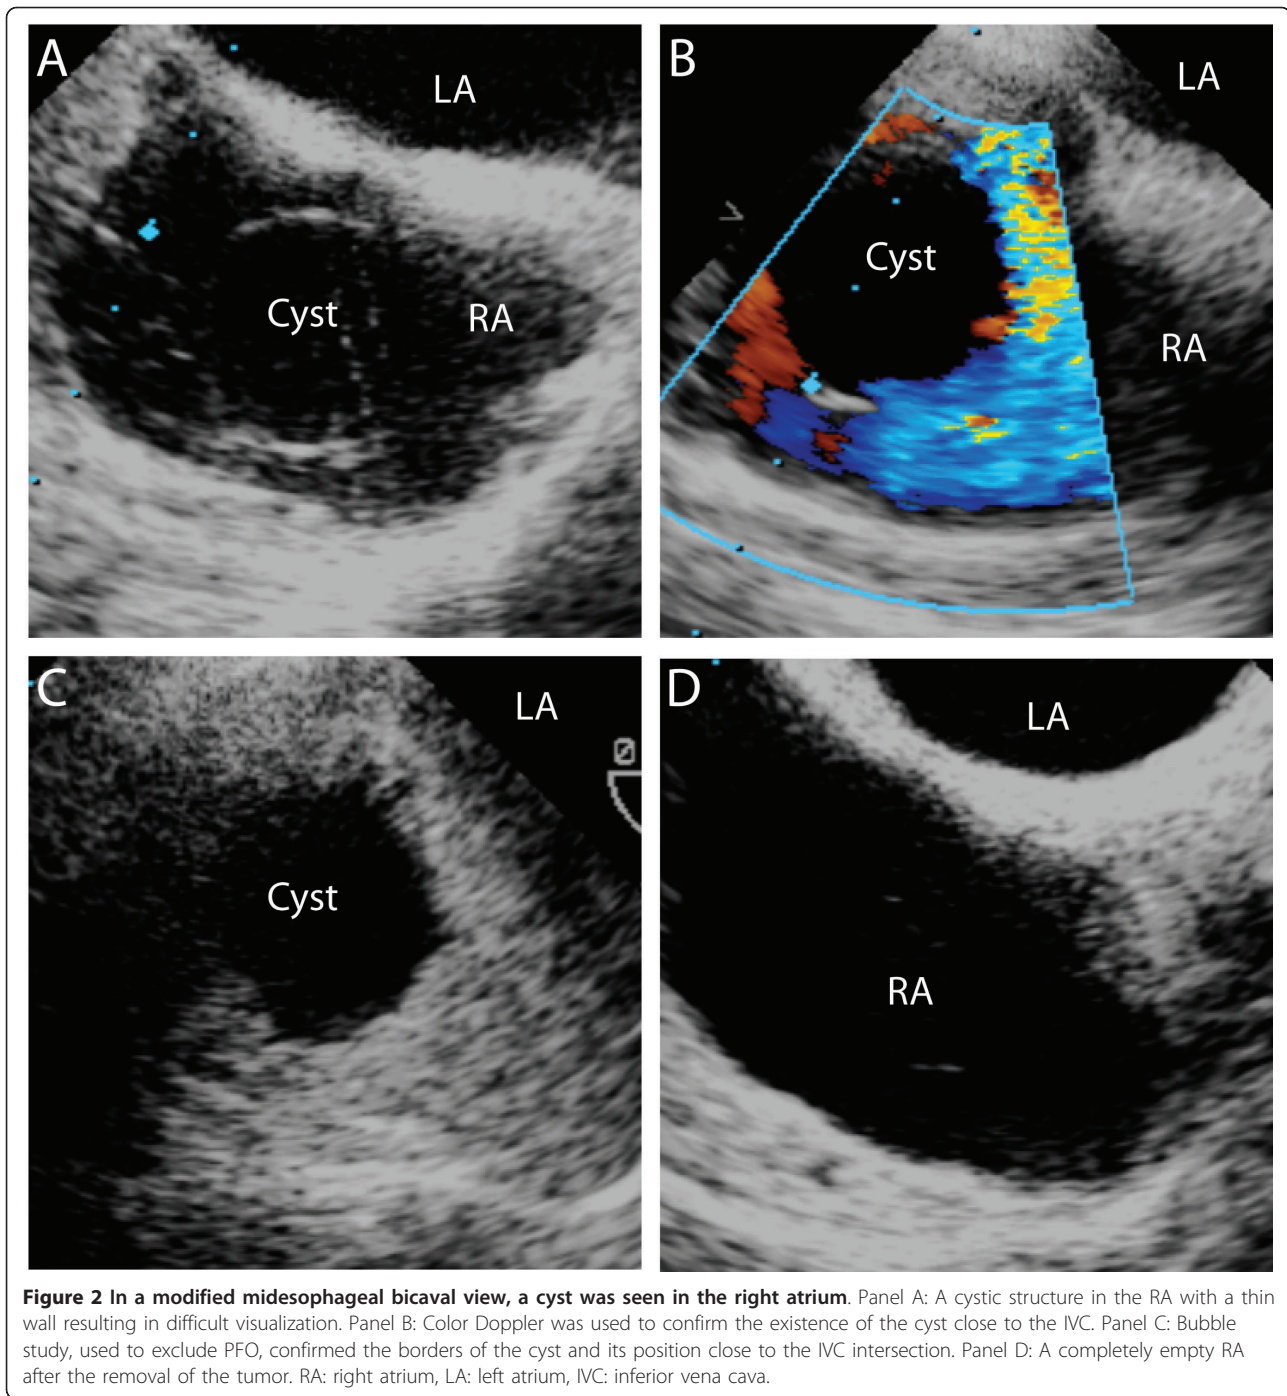 A
LA
Cyst
RA
B
LA
Cyst
RA
C
LA
0
Cyst
D
LA
RA
Figure 2 In a modified midesophageal bicaval view, a cyst was seen in the right atrium. Panel A: A cystic structure in the RA with a thin
wall resulting in difficult visualization. Panel B: Color Doppler was used to confirm the existence of the cyst close to the IVC. Panel C: Bubble
study, used to exclude PFO, confirmed the borders of the cyst and its position close to the IVC intersection. Panel D: A completely empty RA
after the removal of the tumor. RA: right atrium, LA: left atrium, IVC: inferior vena cava.